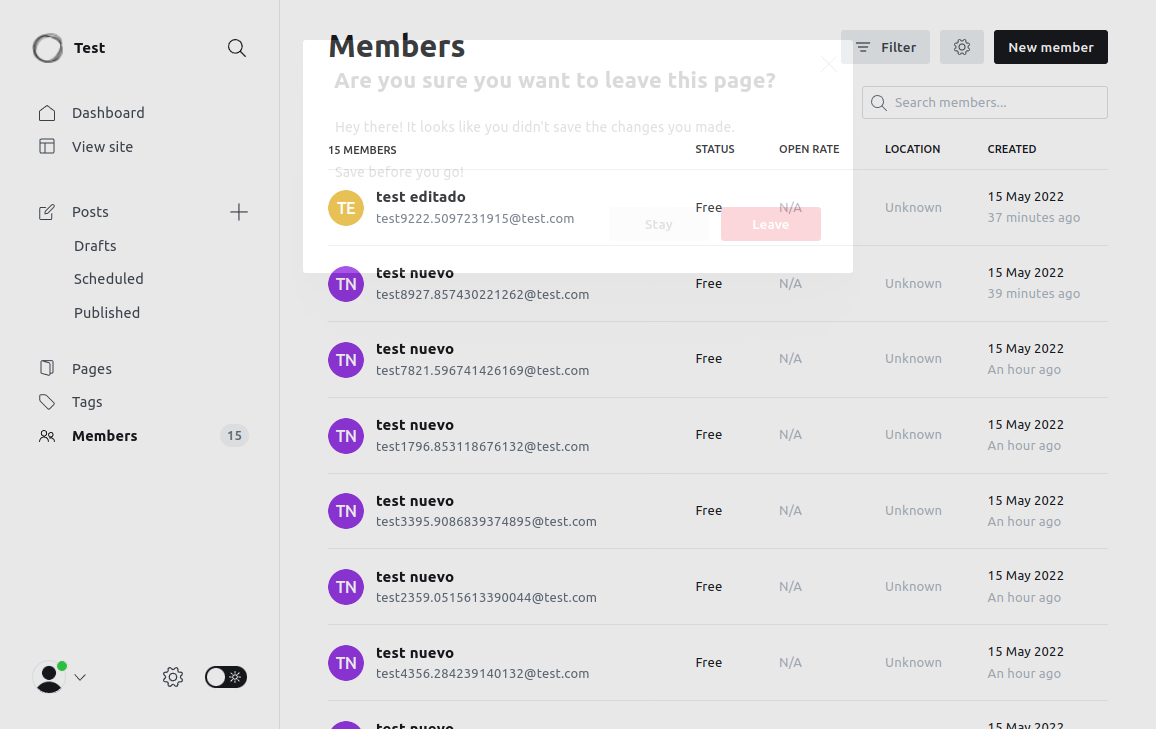 Test
Dashboard
View site
Posts
Drafts
Scheduled
Published
Pages
Tags
Members 15
Members
Filter
New member
Search members...
Are you sure you want to leave this page?
Hey there! It looks like you didn't save the changes you made.
Save before you go!
Stay
Leave
15 MEMBERS STATUS OPEN RATE LOCATION CREATED
TE test editado
test9222.5097231915@test.com
Free N/A Unknown
15 May 2022
37 minutes ago
TN test nuevo
test8927.857430221262@test.com
Free N/A Unknown
15 May 2022
39 minutes ago
TN test nuevo
test7821.596741426169@test.com
Free N/A Unknown
15 May 2022
An hour ago
TN test nuevo
test1796.853118676132@test.com
Free N/A Unknown
15 May 2022
An hour ago
TN test nuevo
test3395.9086839374895@test.com
Free N/A Unknown
15 May 2022
An hour ago
TN test nuevo
test2359.0515613390044@test.com
Free N/A Unknown
15 May 2022
An hour ago
TN test nuevo
test4356.284239140132@test.com
Free N/A Unknown
15 May 2022
An hour ago
test nuevo
15 May 2022